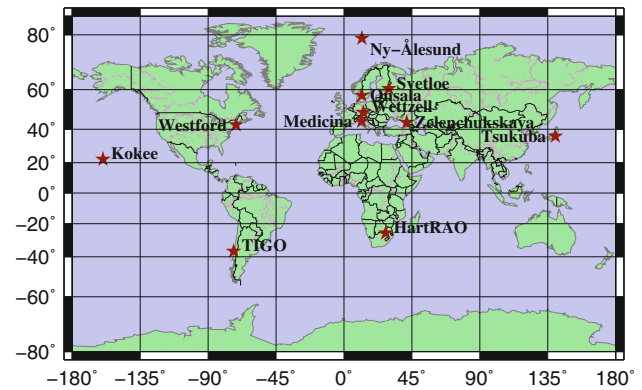 80°
Ny–Ålesund
60°
Svetloe
Onsala
Wettzell
40°
Westford
Medicina
Zelenchukskaya
Tsukuba
20°
Kokee
0°
−20°
HartRAO
−40°
TIGO
−60°
−80°
−180° −135° −90° −45° 0° 45° 90° 135° 180°